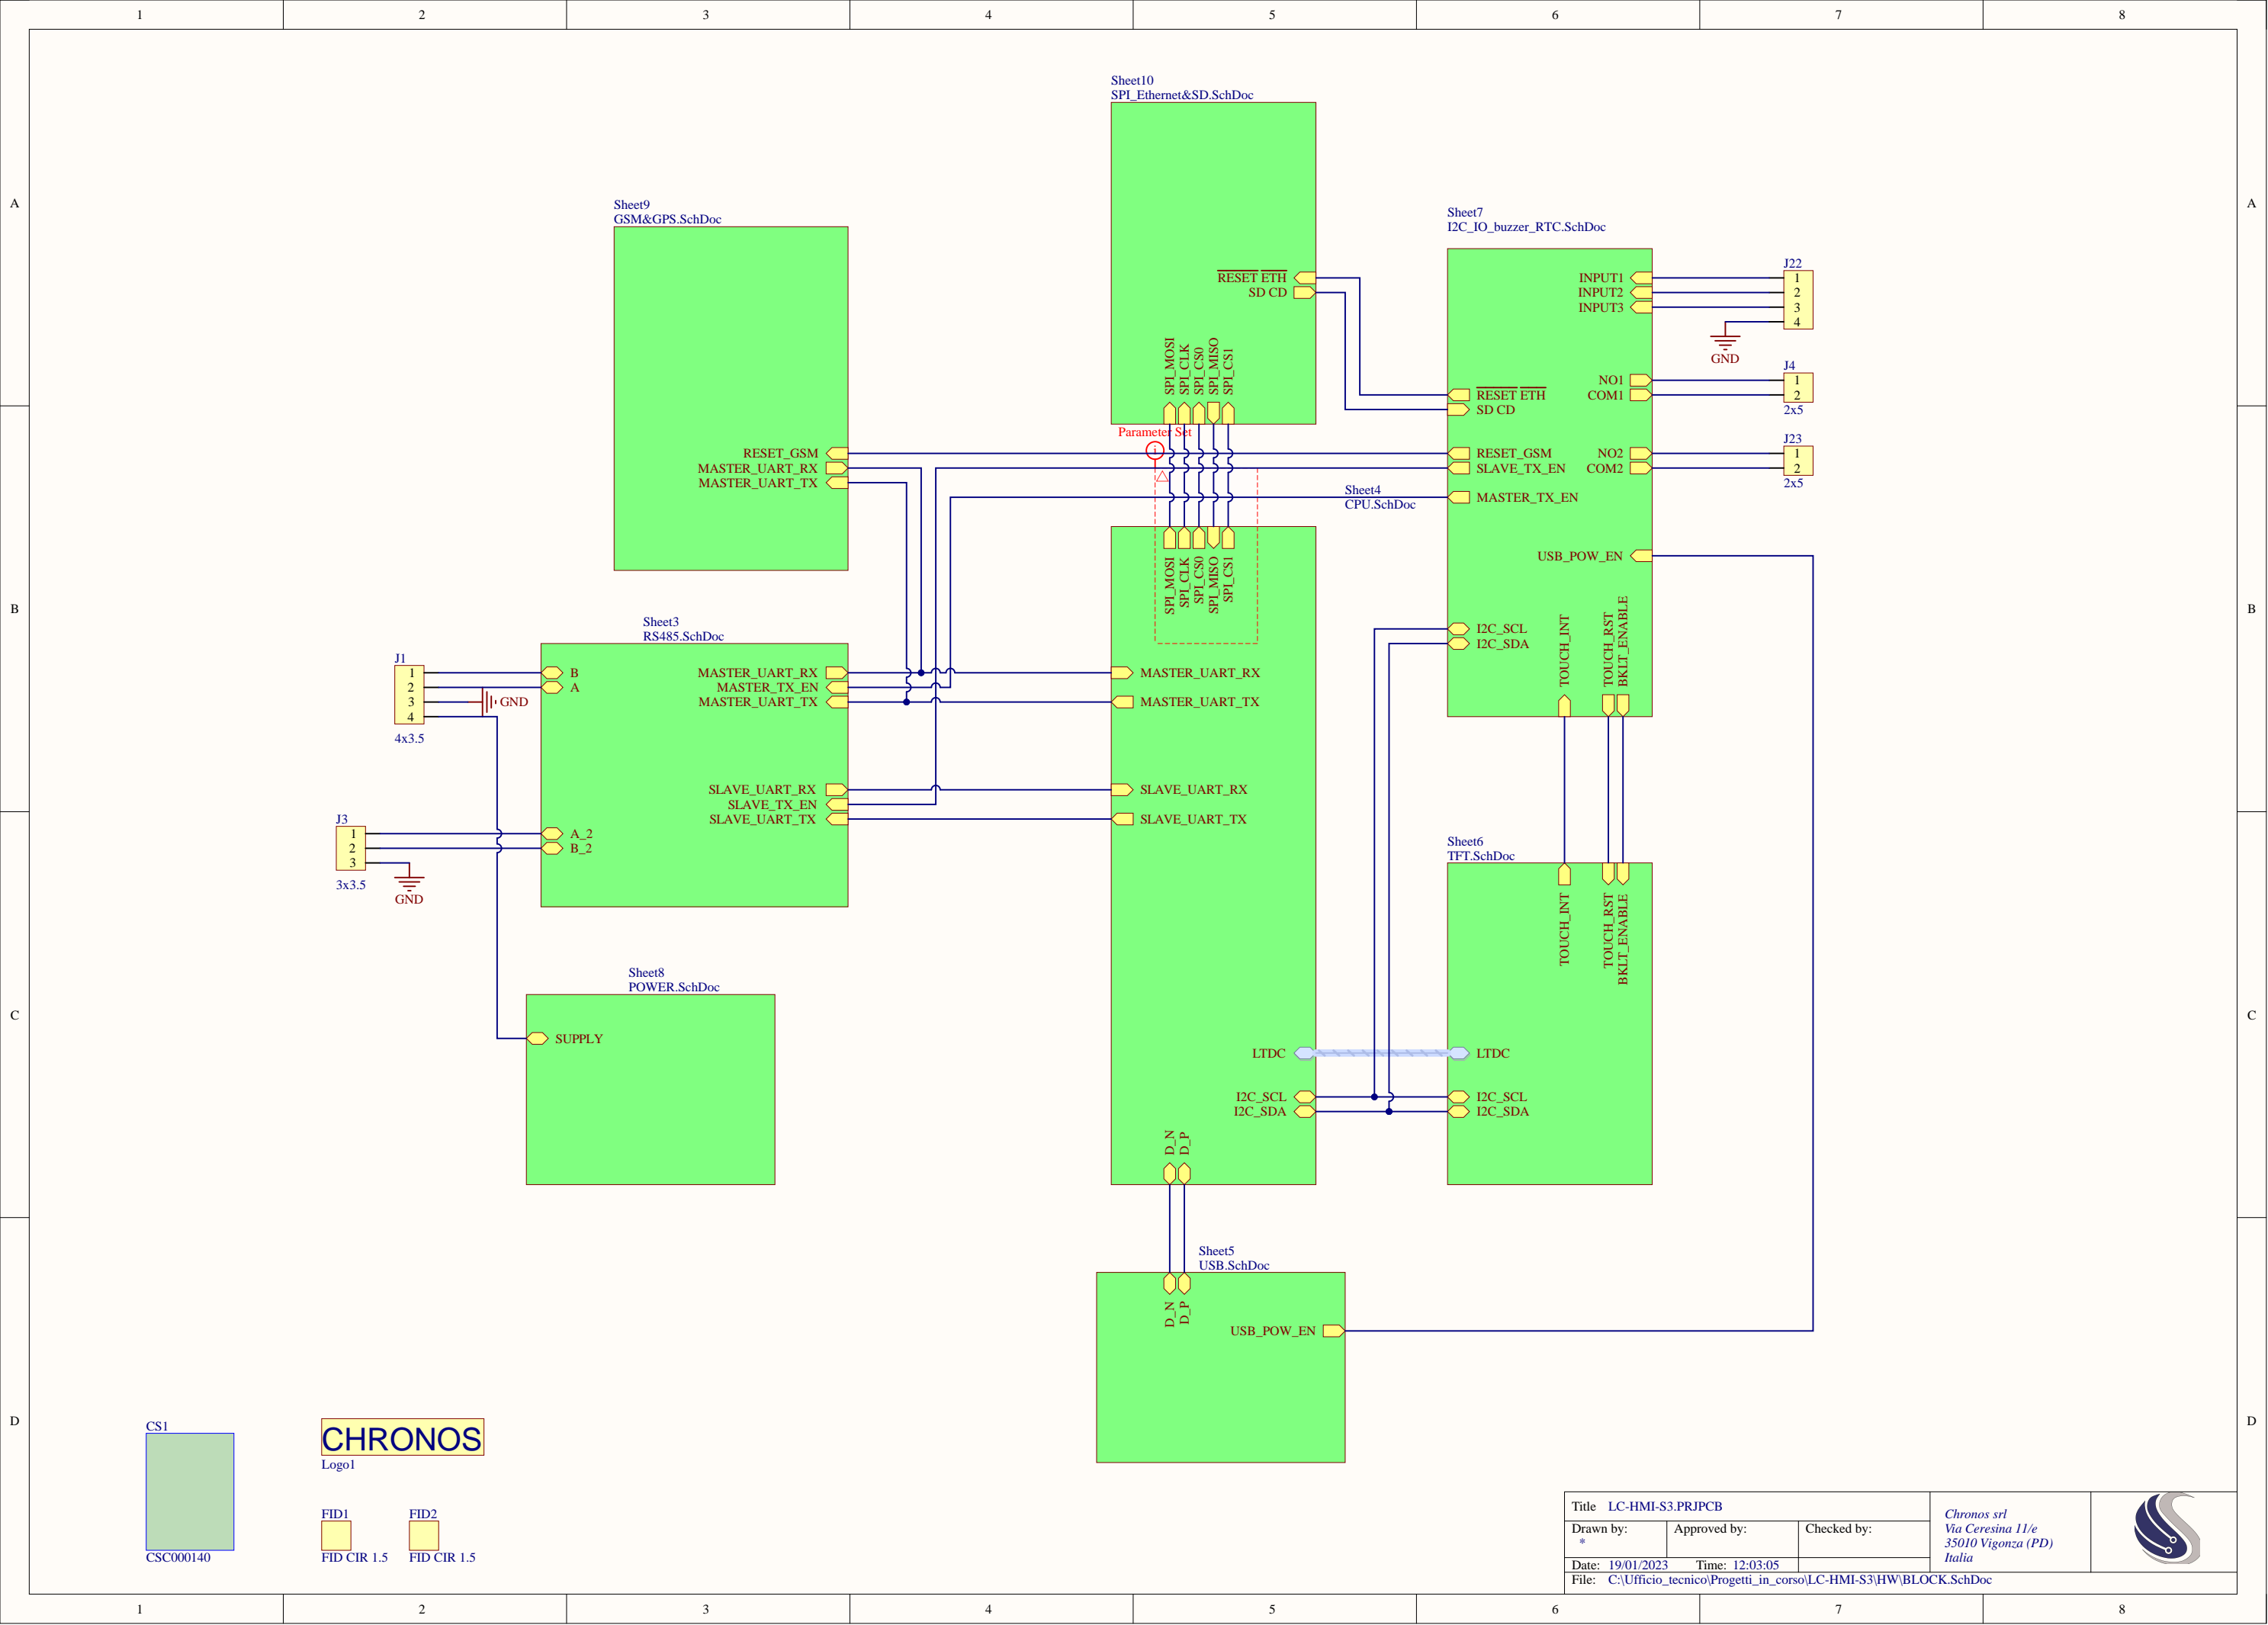 1 2 3 4 5 6 7 8
A A
B B
C C
D D
Sheet10
SPI_Ethernet&SD.SchDoc
RESET ETH
SD CD
SPI_MOSI
SPI_CLK
SPI_CS0
SPI_MISO
SPI_CS1
Parameter Set
i
Sheet9
GSM&GPS.SchDoc
RESET_GSM
MASTER_UART_RX
MASTER_UART_TX
Sheet7
I2C_IO_buzzer_RTC.SchDoc
INPUT1
INPUT2
INPUT3
RESET ETH
SD CD
NO1
COM1
RESET_GSM
SLAVE_TX_EN
NO2
COM2
MASTER_TX_EN
USB_POW_EN
I2C_SCL
I2C_SDA
TOUCH_INT
TOUCH_RST
BKLT_ENABLE
J22
1
2
3
4
GND
J4
1
2
2x5
J23
1
2
2x5
Sheet4
CPU.SchDoc
SPI_MOSI
SPI_CLK
SPI_CS0
SPI_MISO
SPI_CS1
MASTER_UART_RX
MASTER_UART_TX
SLAVE_UART_RX
SLAVE_UART_TX
LTDC
I2C_SCL
I2C_SDA
D_N
D_P
Sheet3
RS485.SchDoc
B
A
MASTER_UART_RX
MASTER_TX_EN
MASTER_UART_TX
SLAVE_UART_RX
SLAVE_TX_EN
SLAVE_UART_TX
A_2
B_2
J1
1
2
3
4
GND
4x3.5
J3
1
2
3
3x3.5
GND
Sheet8
POWER.SchDoc
SUPPLY
Sheet6
TFT.SchDoc
TOUCH_INT
TOUCH_RST
BKLT_ENABLE
LTDC
I2C_SCL
I2C_SDA
Sheet5
USB.SchDoc
D_N
D_P
USB_POW_EN
CS1
CSC000140
CHRONOS
Logo1
FID1
FID CIR 1.5
FID2
FID CIR 1.5
Title LC-HMI-S3.PRJPCB
Drawn by: Approved by: Checked by:
*
Date: 19/01/2023 Time: 12:03:05
File: C:\Ufficio_tecnico\Progetti_in_corso\LC-HMI-S3\HW\BLOCK.SchDoc
Chronos srl
Via Ceresina 11/e
35010 Vigonza (PD)
Italia
1 2 3 4 5 6 7 8